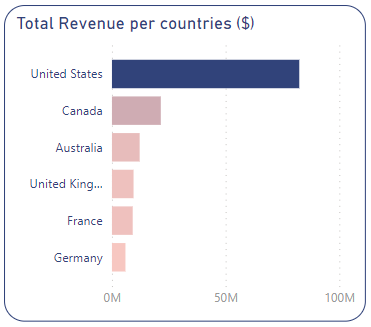 Total Revenue per countries ($)
United States
Canada
Australia
United King...
France
Germany
0M 50M 100M